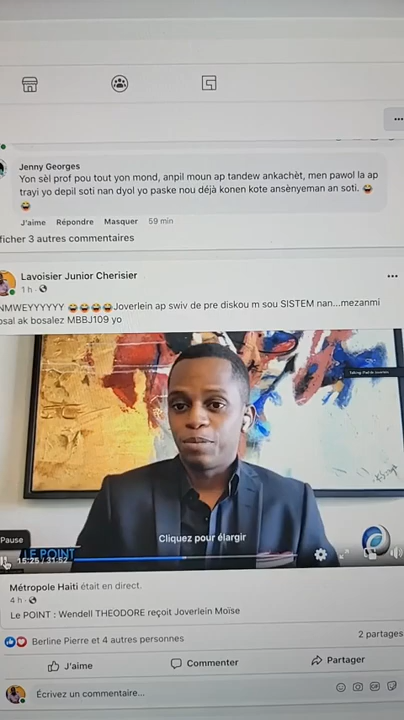 Jenny Georges
Yon sèl prof pou tout yon mond, anpil moun ap tandew ankachèt, men pawol la ap
trayi yo depil soti nan dyol yo paske nou déjà konen kote ansènyeman an soti. 😂
😂
J'aime Répondre Masquer 59 min
ficher 3 autres commentaires
Lavoisier Junior Cherisier
1 h
NMWEYYYYYY 😂😂😂😂Joverlein ap swiv de pre diskou m sou SISTEM nan...mezanmi
osal ak bosalez MBBJ109 yo
Cliquez pour élargir
Pause
LE POINT
15:25 / 31:52
Métropole Haiti était en direct.
4 h
Le POINT : Wendell THEODORE reçoit Joverlein Moïse
Berline Pierre et 4 autres personnes
2 partages
J'aime Commenter Partager
Écrivez un commentaire...